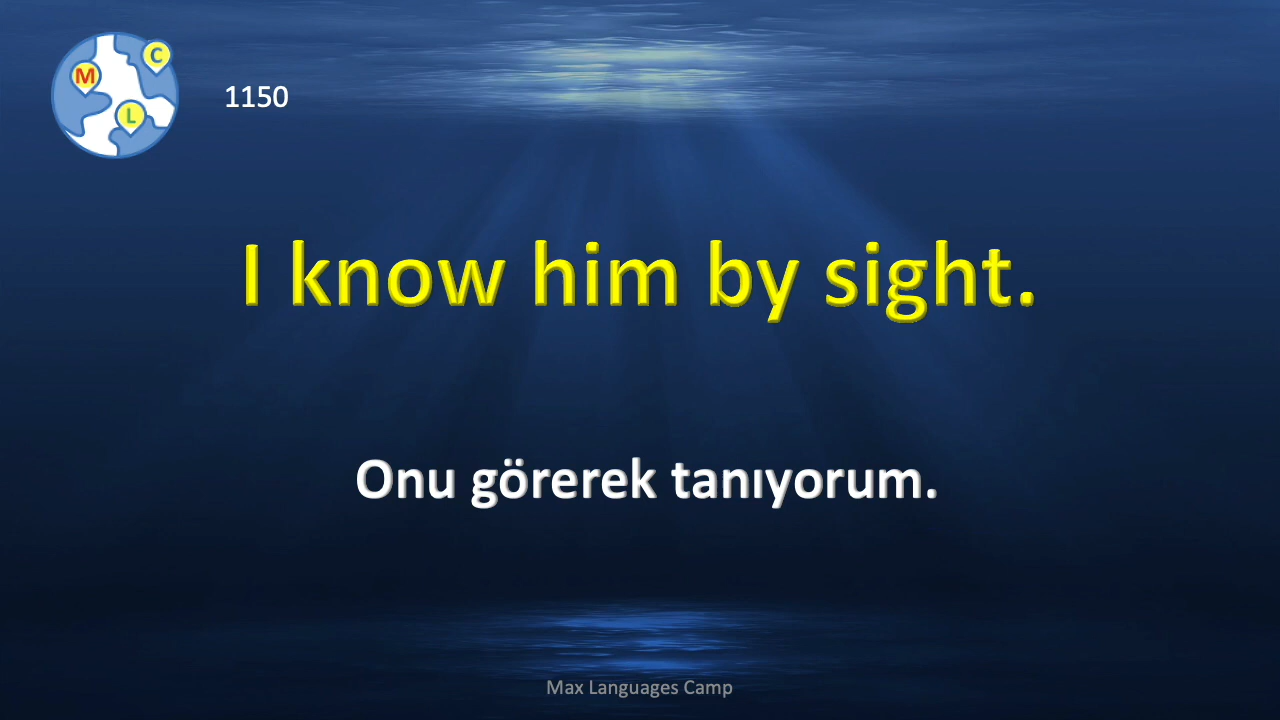 M
C
L
1150
I know him by sight.
Onu görerek tanıyorum.
Max Languages Camp